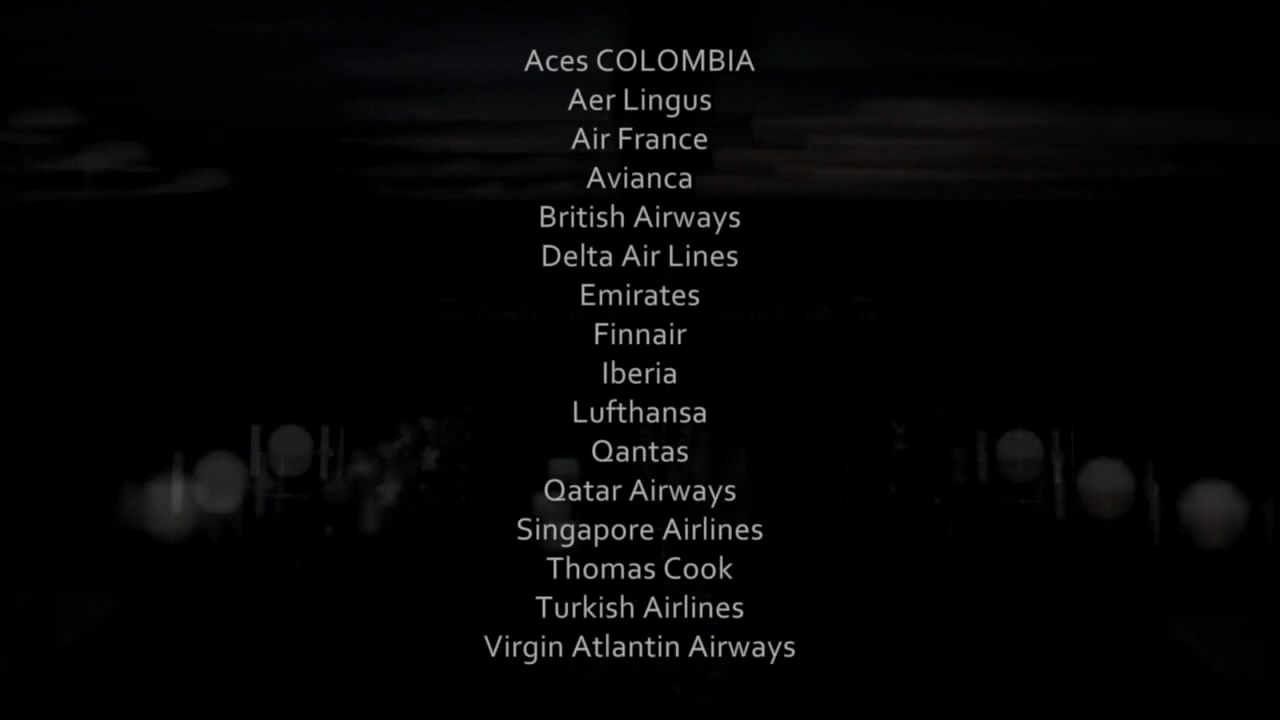 Aces COLOMBIA
Aer Lingus
Air France
Avianca
British Airways
Delta Air Lines
Emirates
Finnair
Iberia
Lufthansa
Qantas
Qatar Airways
Singapore Airlines
Thomas Cook
Turkish Airlines
Virgin Atlantin Airways